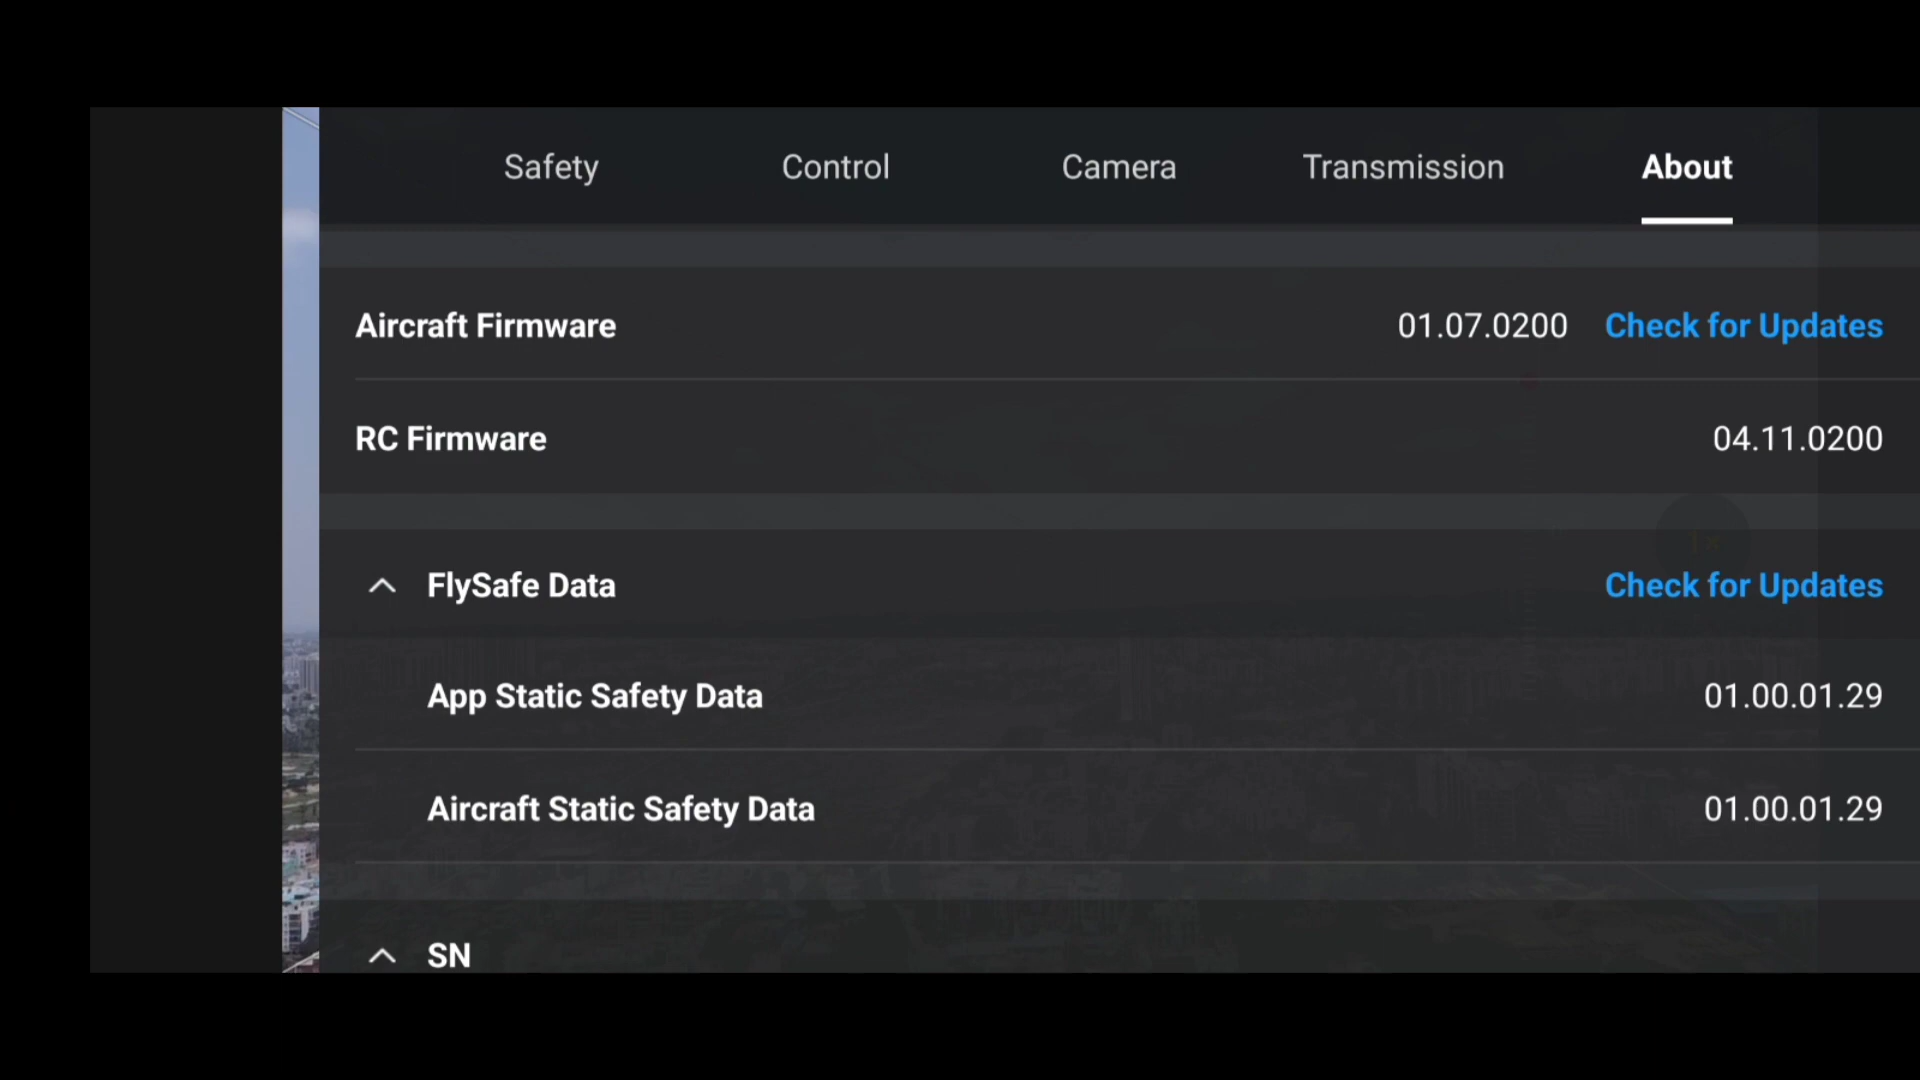 Safety Control Camera Transmission About
Aircraft Firmware 01.07.0200 Check for Updates
RC Firmware 04.11.0200
FlySafe Data Check for Updates
App Static Safety Data 01.00.01.29
Aircraft Static Safety Data 01.00.01.29
SN